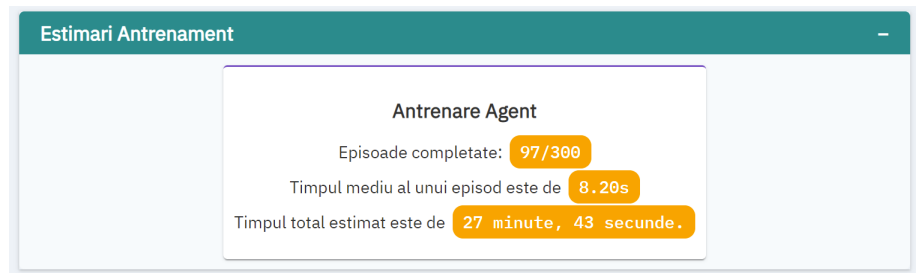 Estimari Antrenament –
Antrenare Agent
Episoade completate: 97/300
Timpul mediu al unui episod este de 8.20s
Timpul total estimat este de 27 minute, 43 secunde.